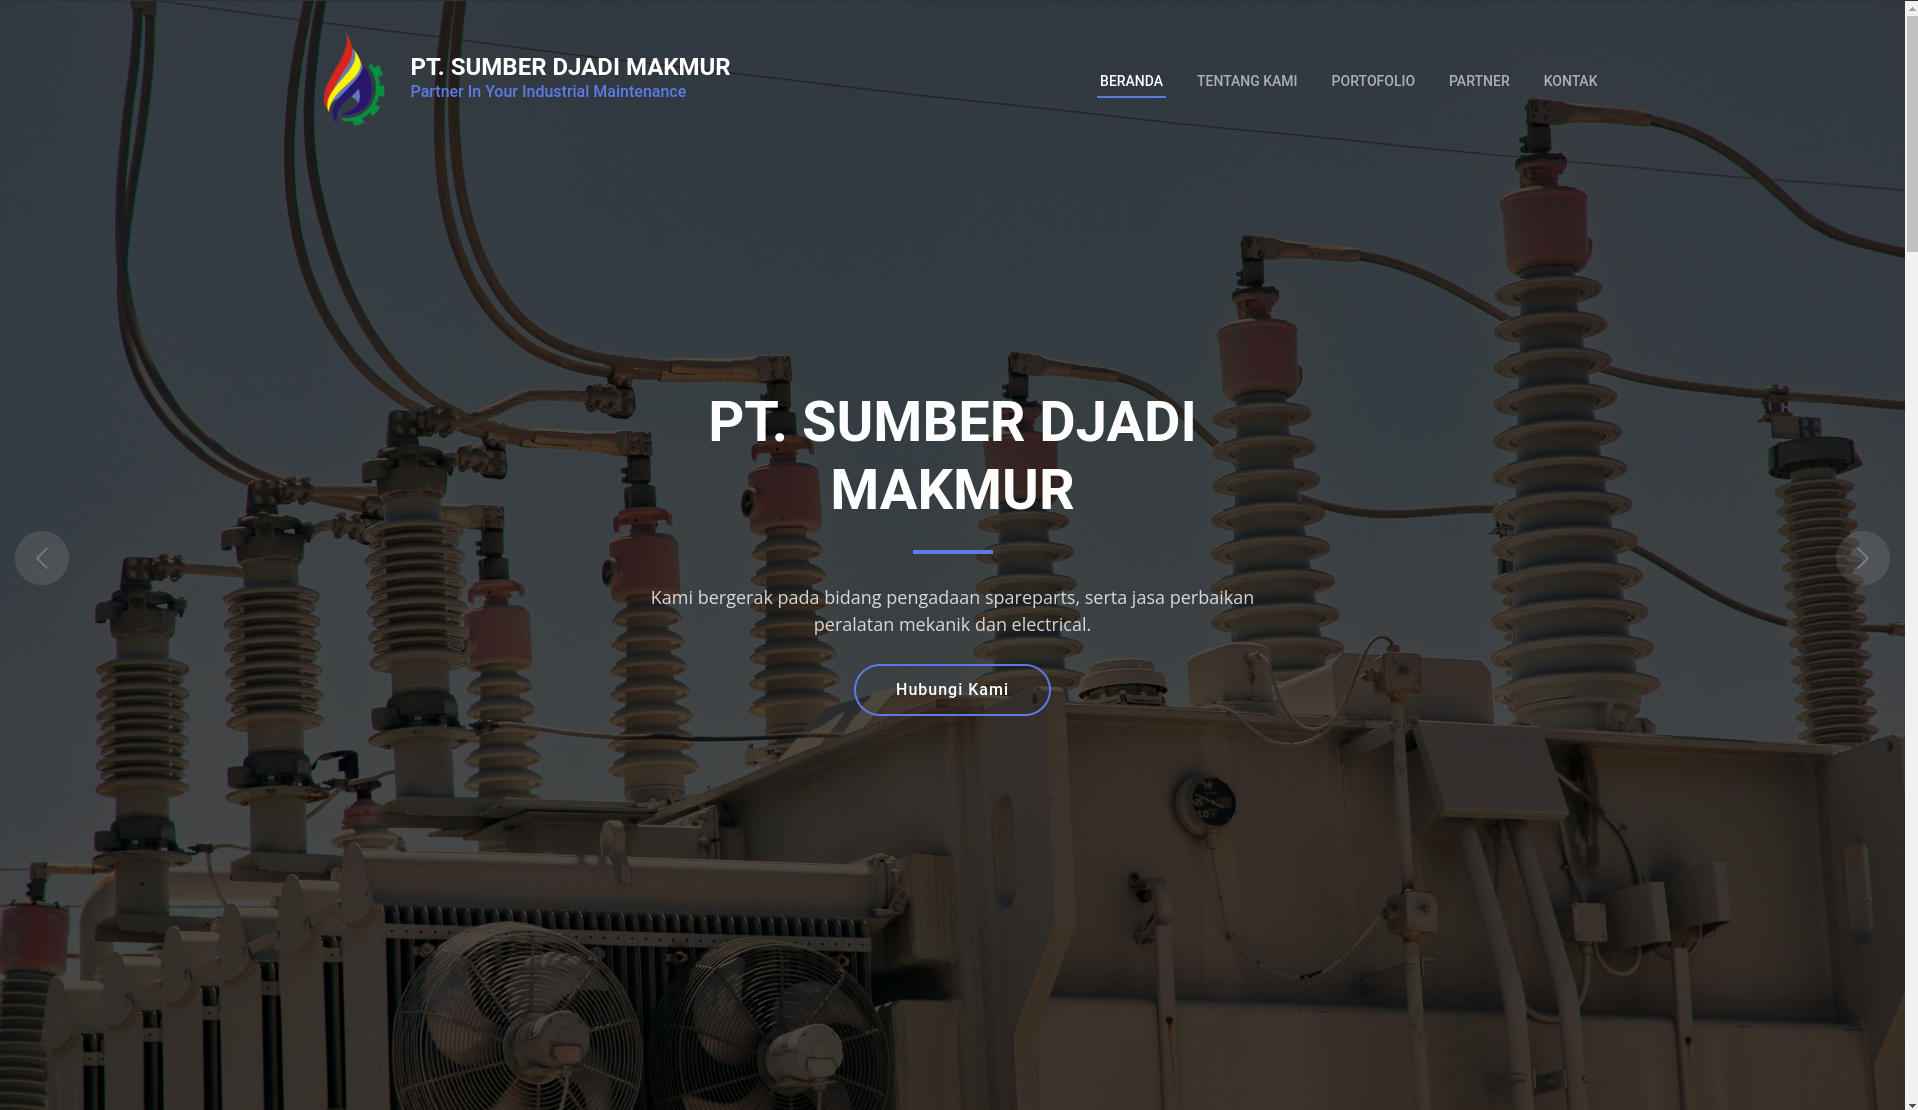 PT. SUMBER DJADI MAKMUR
Partner In Your Industrial Maintenance
BERANDA
TENTANG KAMI
PORTOFOLIO
PARTNER
KONTAK
PT. SUMBER DJADI
MAKMUR
Kami bergerak pada bidang pengadaan spareparts, serta jasa perbaikan
peralatan mekanik dan electrical.
Hubungi Kami